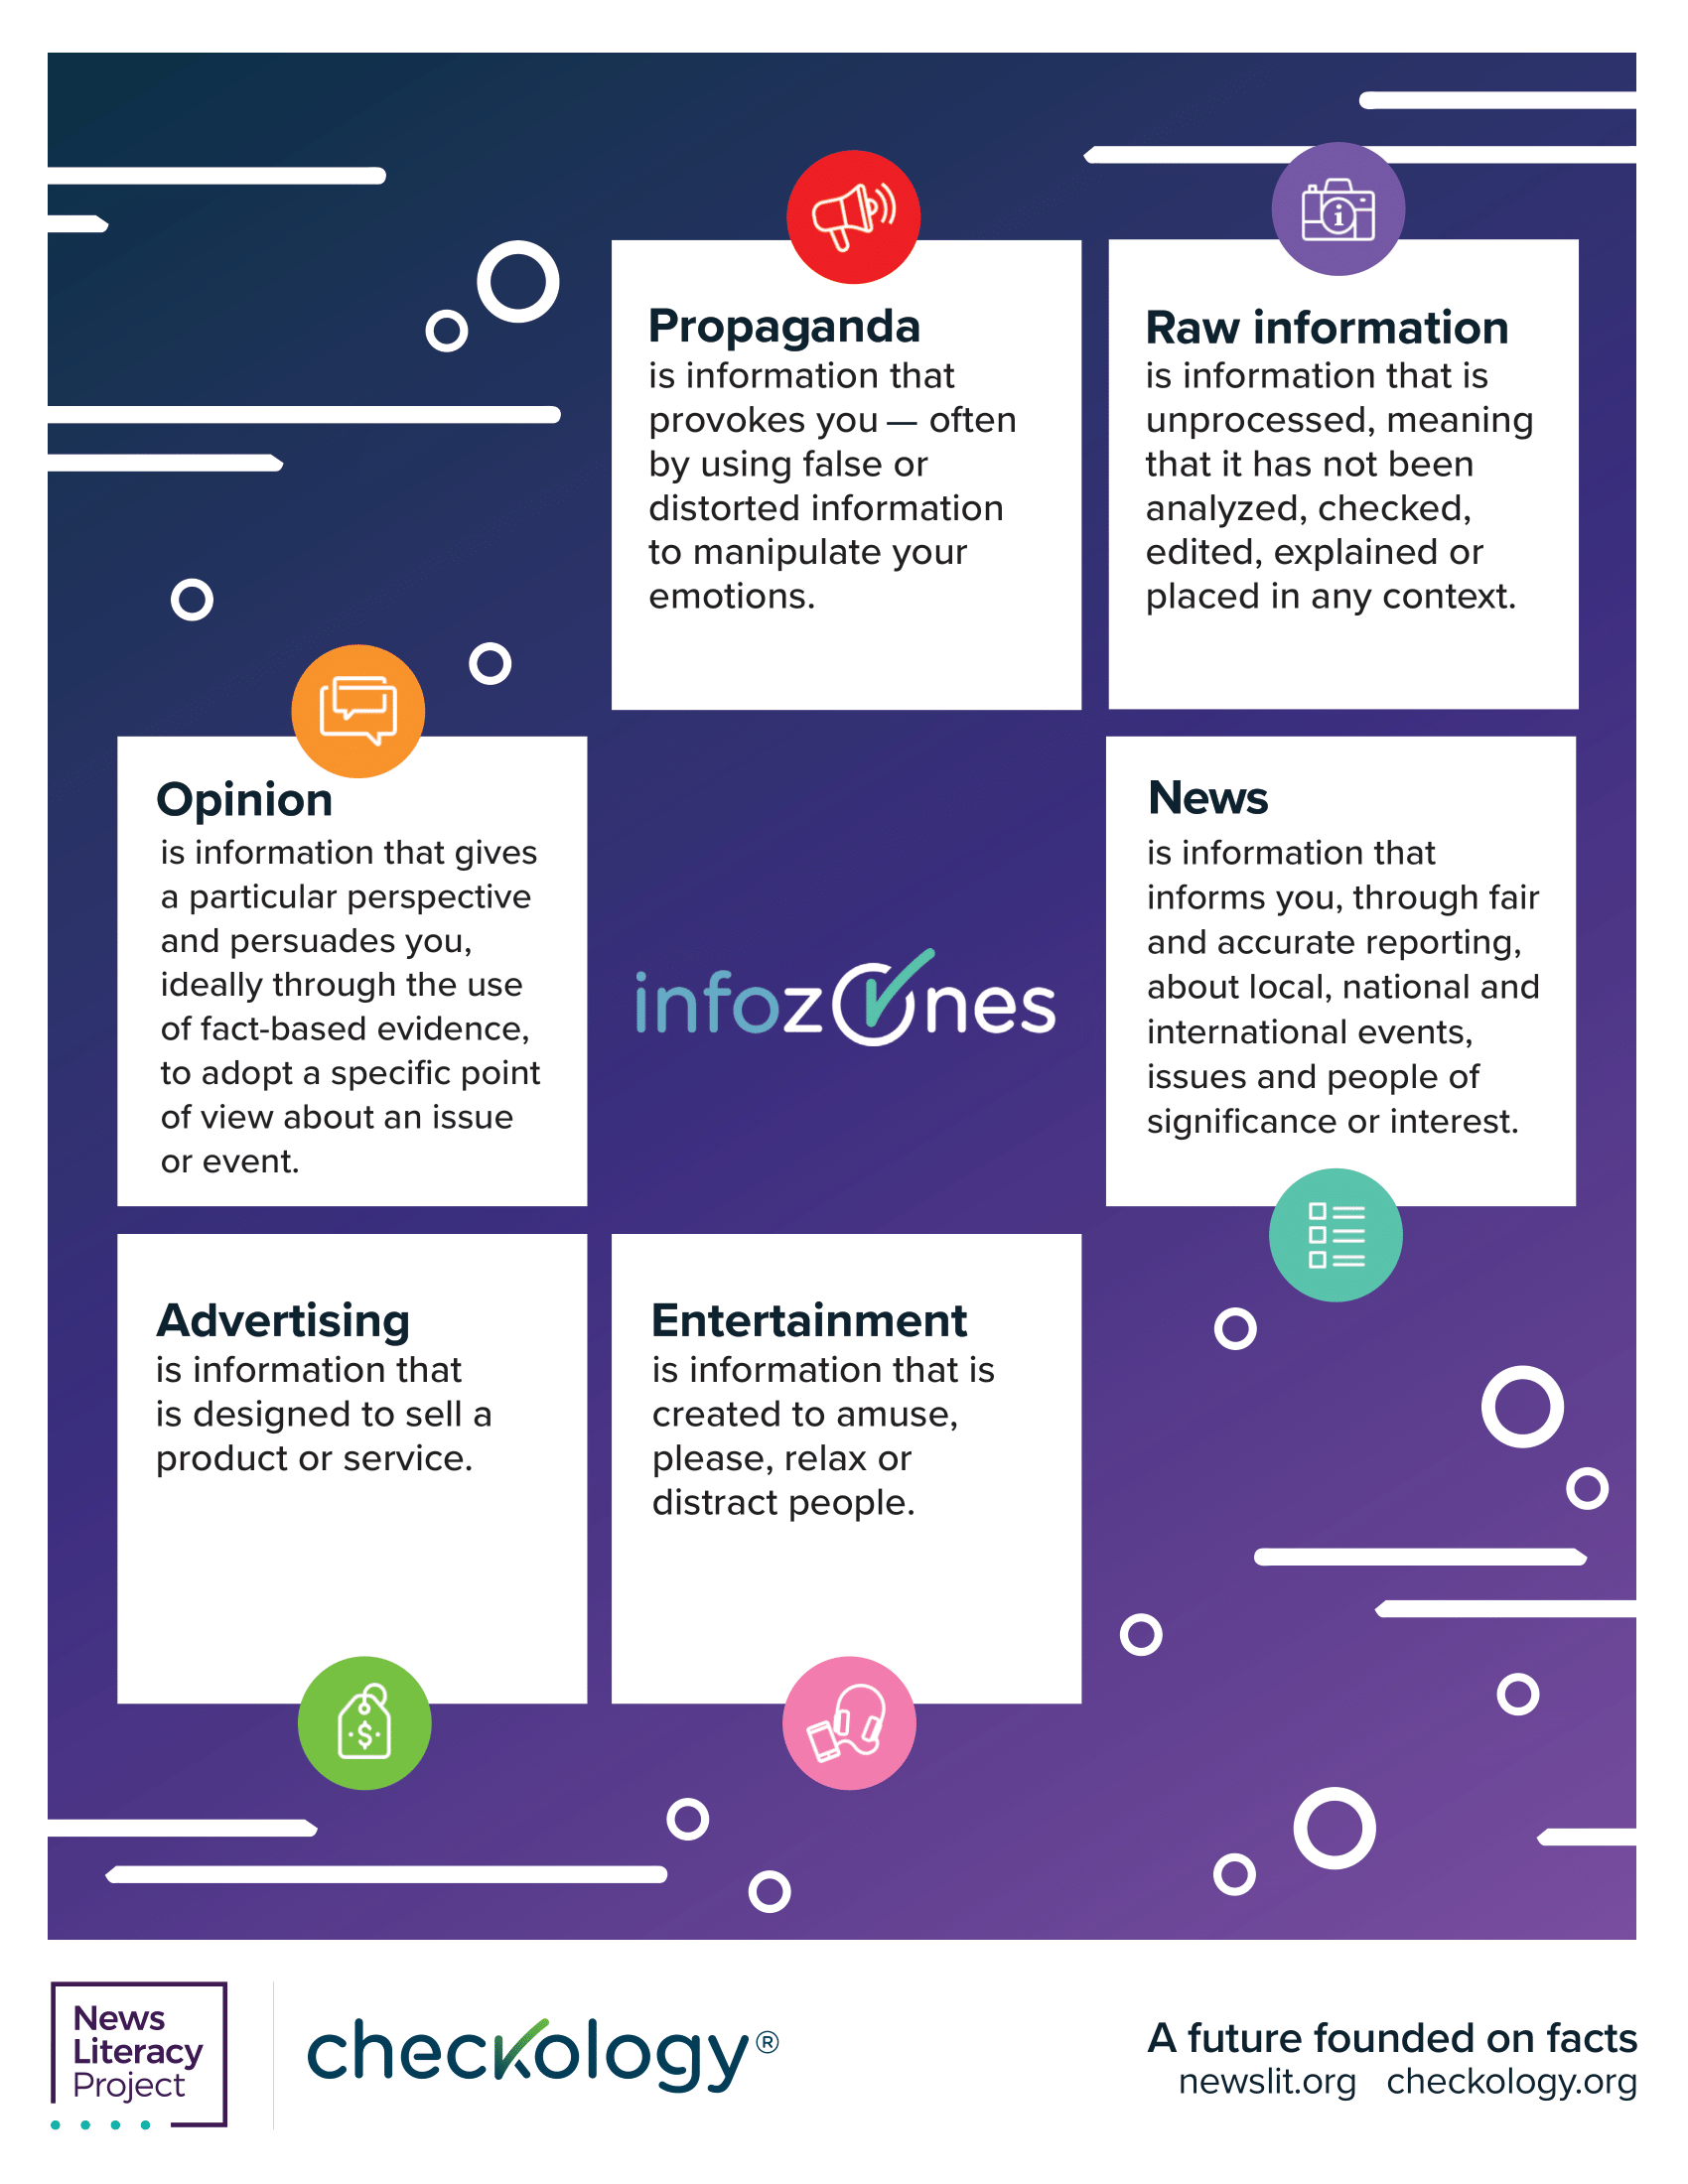 Propaganda
is information that
provokes you — often
by using false or
distorted information
to manipulate your
emotions.
Raw information
is information that is
unprocessed, meaning
that it has not been
analyzed, checked,
edited, explained or
placed in any context.
Opinion
is information that gives
a particular perspective
and persuades you,
ideally through the use
of fact-based evidence,
to adopt a specific point
of view about an issue
or event.
infozones
News
is information that
informs you, through fair
and accurate reporting,
about local, national and
international events,
issues and people of
significance or interest.
Advertising
is information that
is designed to sell a
product or service.
$
Entertainment
is information that is
created to amuse,
please, relax or
distract people.
News
Literacy
Project
checkology®
A future founded on facts
newslit.org checkology.org